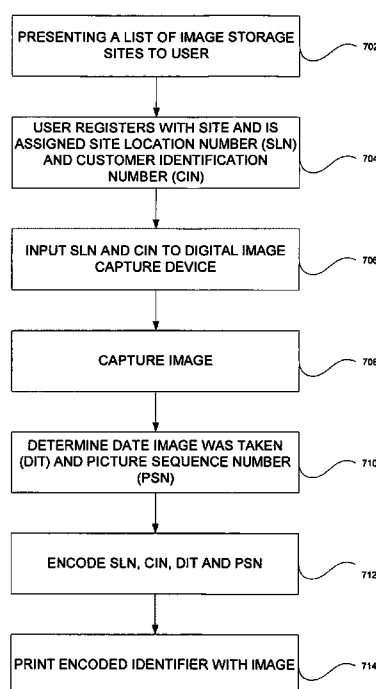 PRESENTING A LIST OF IMAGE STORAGE
SITES TO USER
702
USER REGISTERS WITH SITE AND IS
ASSIGNED SITE LOCATION NUMBER (SLN)
AND CUSTOMER IDENTIFICATION
NUMBER (CIN)
704
INPUT SLN AND CIN TO DIGITAL IMAGE
CAPTURE DEVICE
706
CAPTURE IMAGE
708
DETERMINE DATE IMAGE WAS TAKEN
(DIT) AND PICTURE SEQUENCE NUMBER
(PSN)
710
ENCODE SLN, CIN, DIT AND PSN
712
PRINT ENCODED IDENTIFIER WITH IMAGE
714